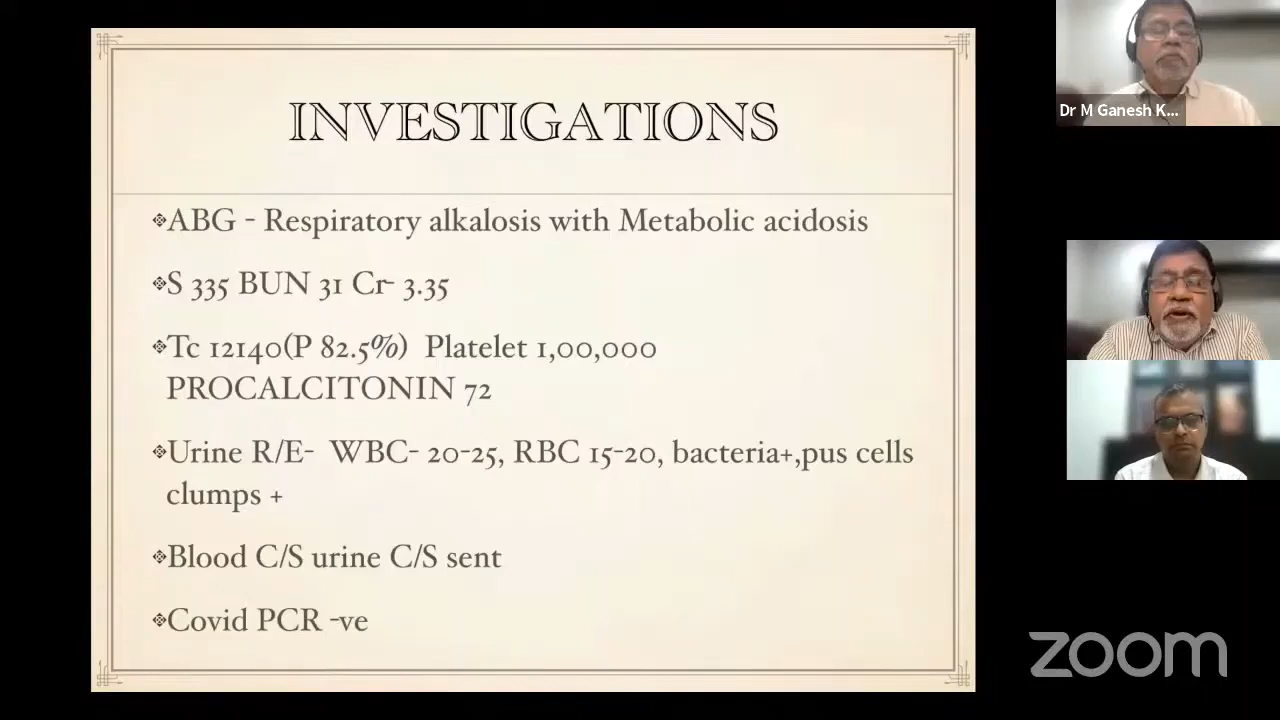 INVESTIGATIONS
ABG - Respiratory alkalosis with Metabolic acidosis
S 335 BUN 31 Cr- 3.35
Tc 12140(P 82.5%) Platelet 1,00,000
PROCALCITONIN 72
Urine R/E- WBC- 20-25, RBC 15-20, bacteria+,pus cells
clumps +
Blood C/S urine C/S sent
Covid PCR -ve
Dr M Ganesh K...
zoom